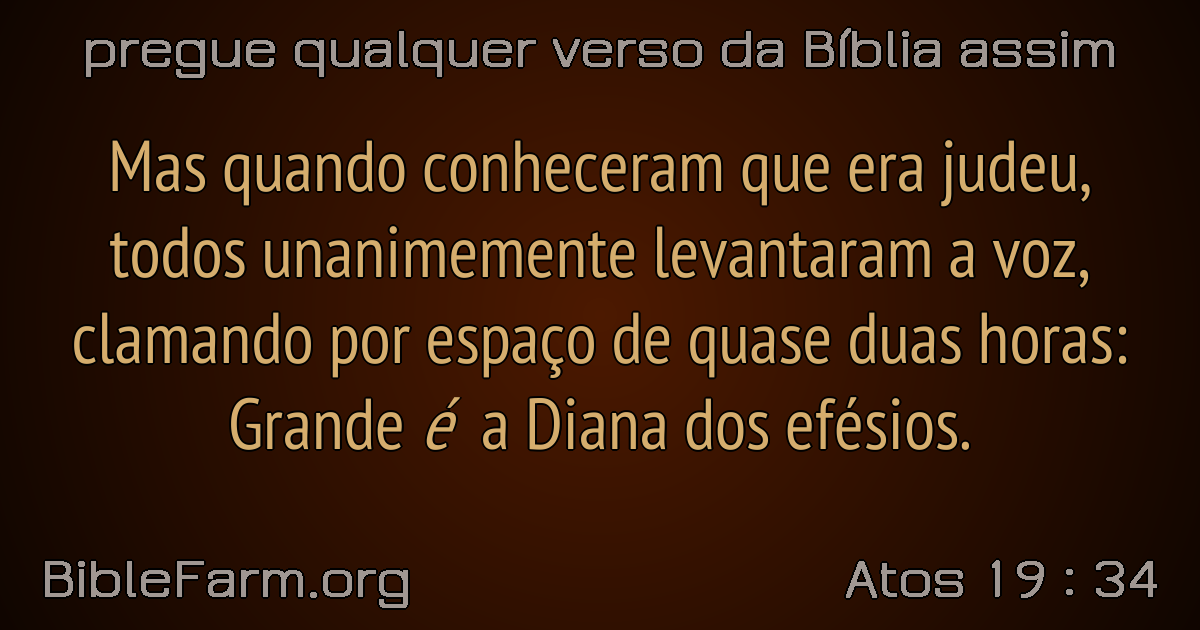 pregue qualquer verso da Bíblia assim
Mas quando conheceram que era judeu,
todos unanimemente levantaram a voz,
clamando por espaço de quase duas horas:
Grande é a Diana dos efésios.
BibleFarm.org
Atos 19 : 34